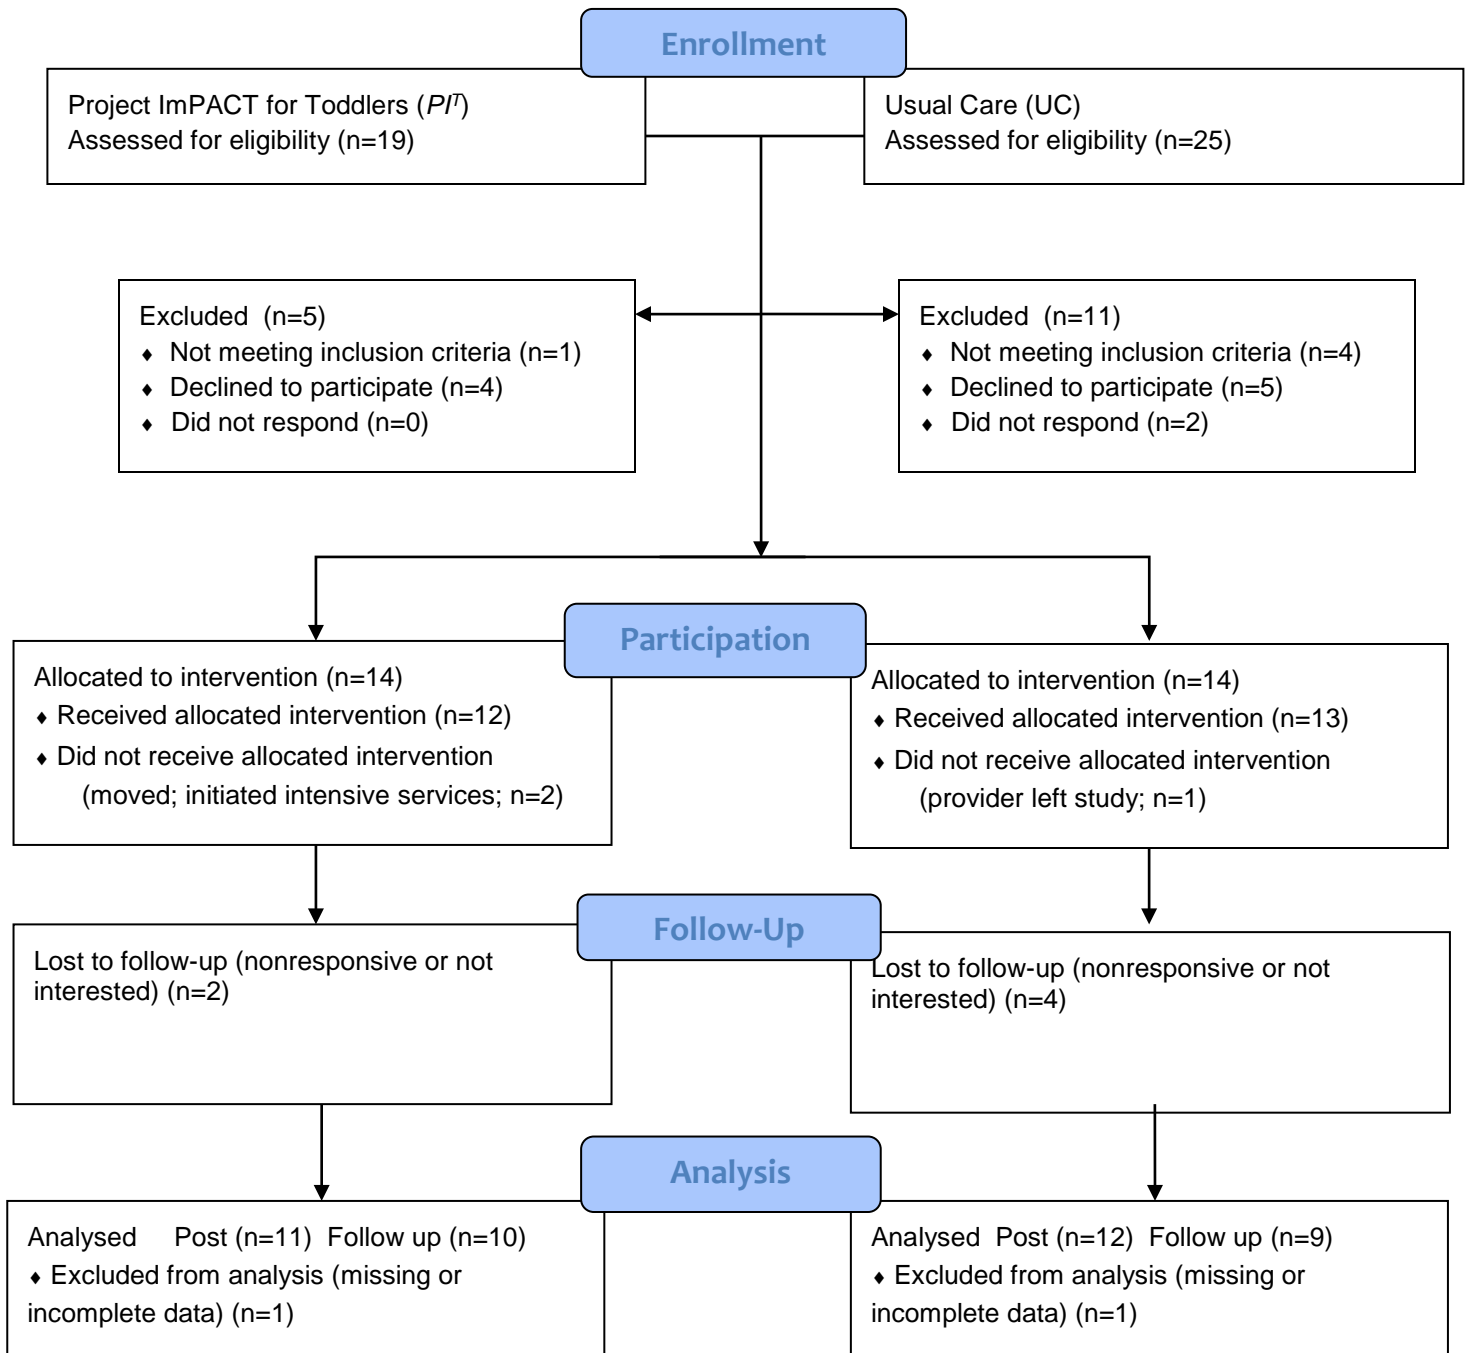 Enrollment
Project ImPACT for Toddlers (PIᵀ)
Assessed for eligibility (n=19)
Usual Care (UC)
Assessed for eligibility (n=25)
Excluded (n=5)
⬧ Not meeting inclusion criteria (n=1)
⬧ Declined to participate (n=4)
⬧ Did not respond (n=0)
Excluded (n=11)
⬧ Not meeting inclusion criteria (n=4)
⬧ Declined to participate (n=5)
⬧ Did not respond (n=2)
Participation
Allocated to intervention (n=14)
⬧ Received allocated intervention (n=12)
⬧ Did not receive allocated intervention
(moved; initiated intensive services; n=2)
Allocated to intervention (n=14)
⬧ Received allocated intervention (n=13)
⬧ Did not receive allocated intervention
(provider left study; n=1)
Follow-Up
Lost to follow-up (nonresponsive or not
interested) (n=2)
Lost to follow-up (nonresponsive or not
interested) (n=4)
Analysis
Analysed Post (n=11) Follow up (n=10)
⬧ Excluded from analysis (missing or
incomplete data) (n=1)
Analysed Post (n=12) Follow up (n=9)
⬧ Excluded from analysis (missing or
incomplete data) (n=1)